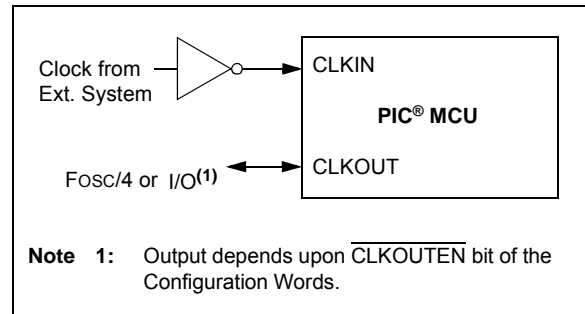 Clock from
Ext. System
CLKIN
PIC® MCU
FOSC/4 or I/O(1)
CLKOUT
Note 1: Output depends upon CLKOUTEN bit of the
Configuration Words.